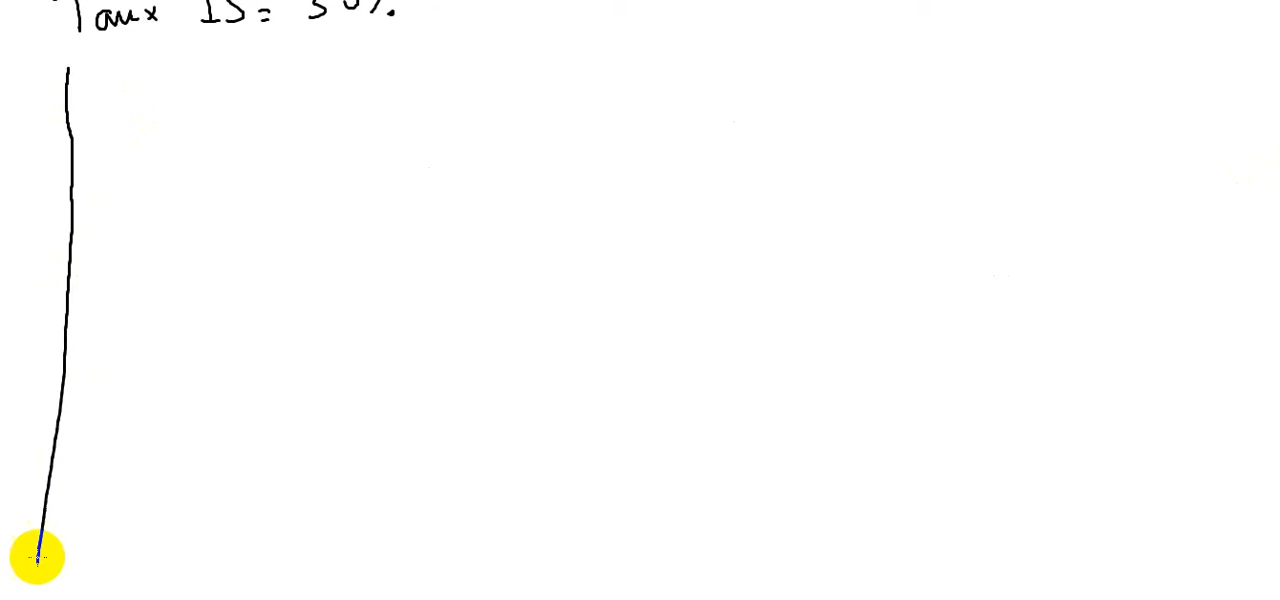 Taux IS = 30%.